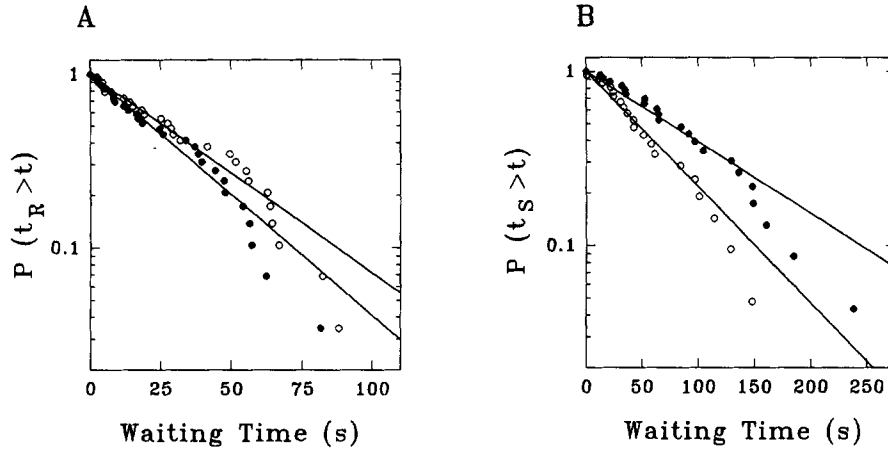 A
P (t_R >t)
1
0.1
0 25 50 75 100
Waiting Time (s)
B
P (t_S >t)
1
0.1
0 50 100 150 200 250
Waiting Time (s)